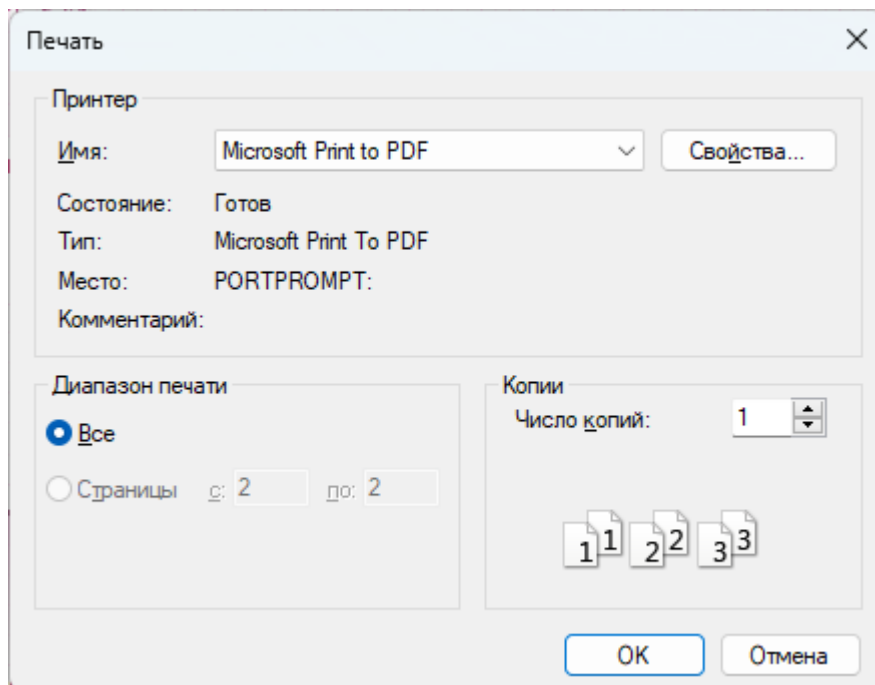 Печать
Принтер
Имя: Microsoft Print to PDF Свойства...
Состояние: Готов
Тип: Microsoft Print To PDF
Место: PORTPROMPT:
Комментарий:
Диапазон печати
Все
Страницы с: 2 по: 2
Копии
Число копий: 1
1 1 2 2 3 3
OK Отмена